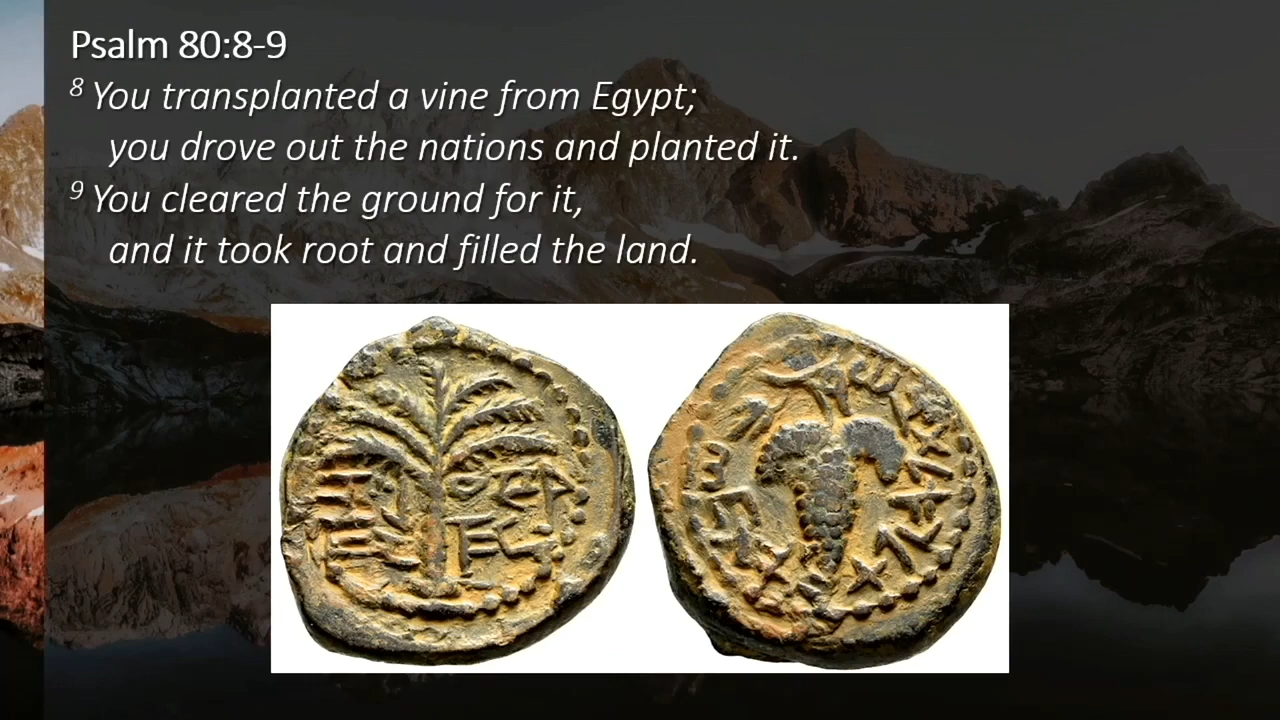 Psalm 80:8-9
8 You transplanted a vine from Egypt;
you drove out the nations and planted it.
9 You cleared the ground for it,
and it took root and filled the land.